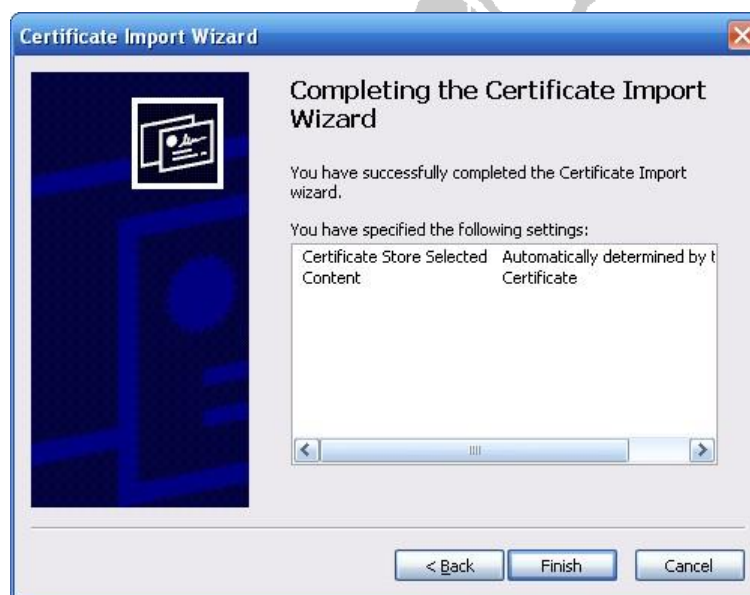 Certificate Import Wizard
Completing the Certificate Import
Wizard
You have successfully completed the Certificate Import
wizard.
You have specified the following settings:
Certificate Store Selected Automatically determined by t
Content Certificate
< Back Finish Cancel